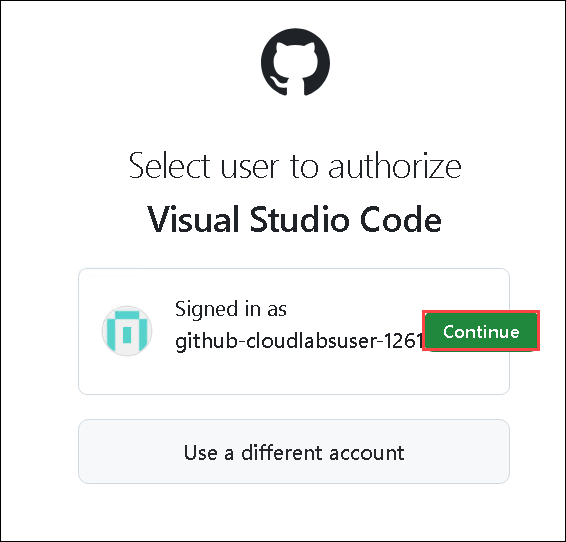 Select user to authorize
Visual Studio Code
Signed in as
github-cloudlabsuser-1261
Continue
Use a different account